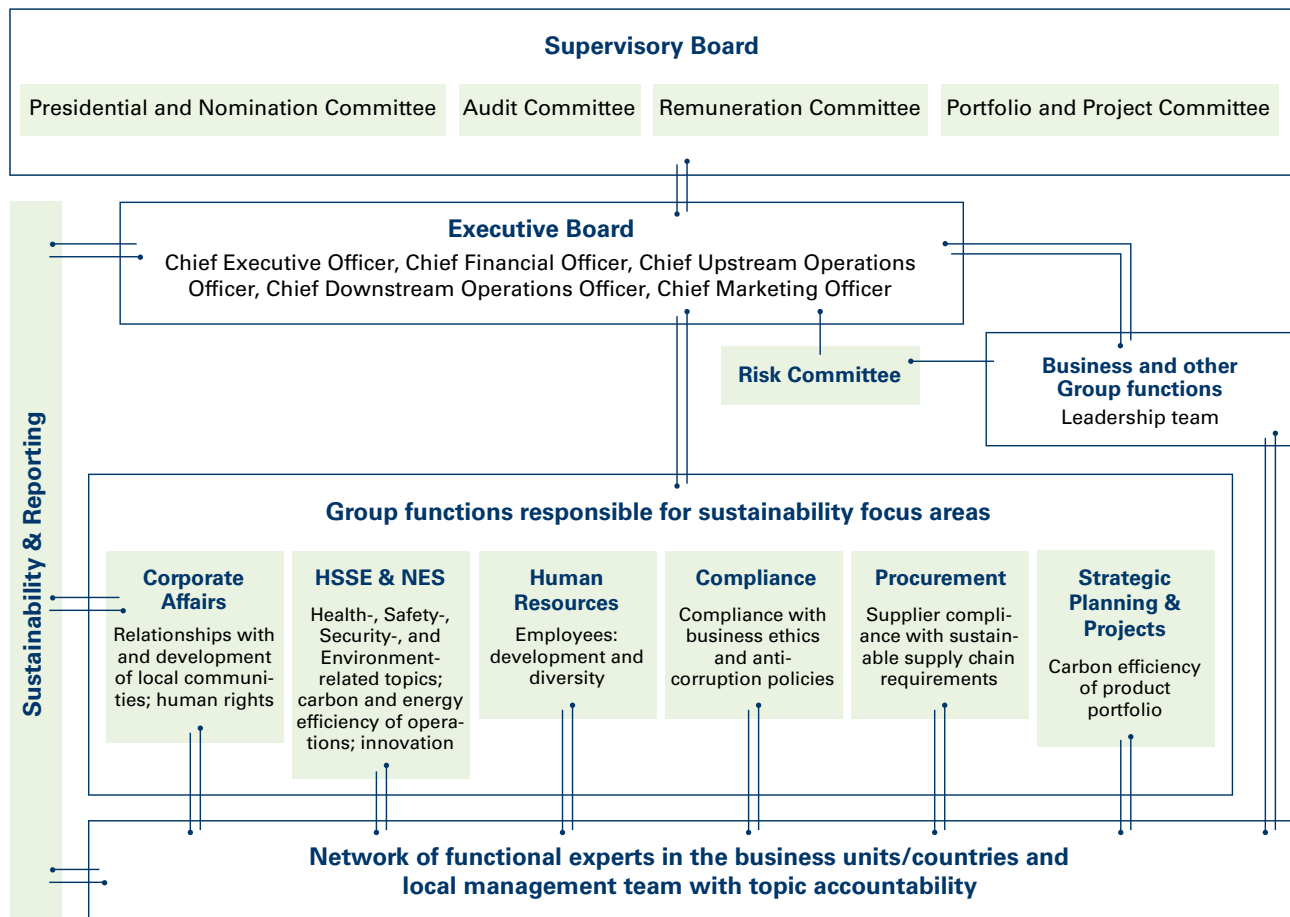 Supervisory Board
Presidential and Nomination Committee
Audit Committee
Remuneration Committee
Portfolio and Project Committee
Sustainability & Reporting
Executive Board
Chief Executive Officer, Chief Financial Officer, Chief Upstream Operations
Officer, Chief Downstream Operations Officer, Chief Marketing Officer
Risk Committee
Business and other
Group functions
Leadership team
Group functions responsible for sustainability focus areas
Corporate
Affairs
Relationships with
and development
of local communi-
ties; human rights
HSSE & NES
Health-, Safety-,
Security-, and
Environment-
related topics;
carbon and energy
efficiency of opera-
tions; innovation
Human
Resources
Employees:
development and
diversity
Compliance
Compliance with
business ethics
and anti-
corruption policies
Procurement
Supplier compli-
ance with sustain-
able supply chain
requirements
Strategic
Planning &
Projects
Carbon efficiency
of product
portfolio
Network of functional experts in the business units/countries and
local management team with topic accountability